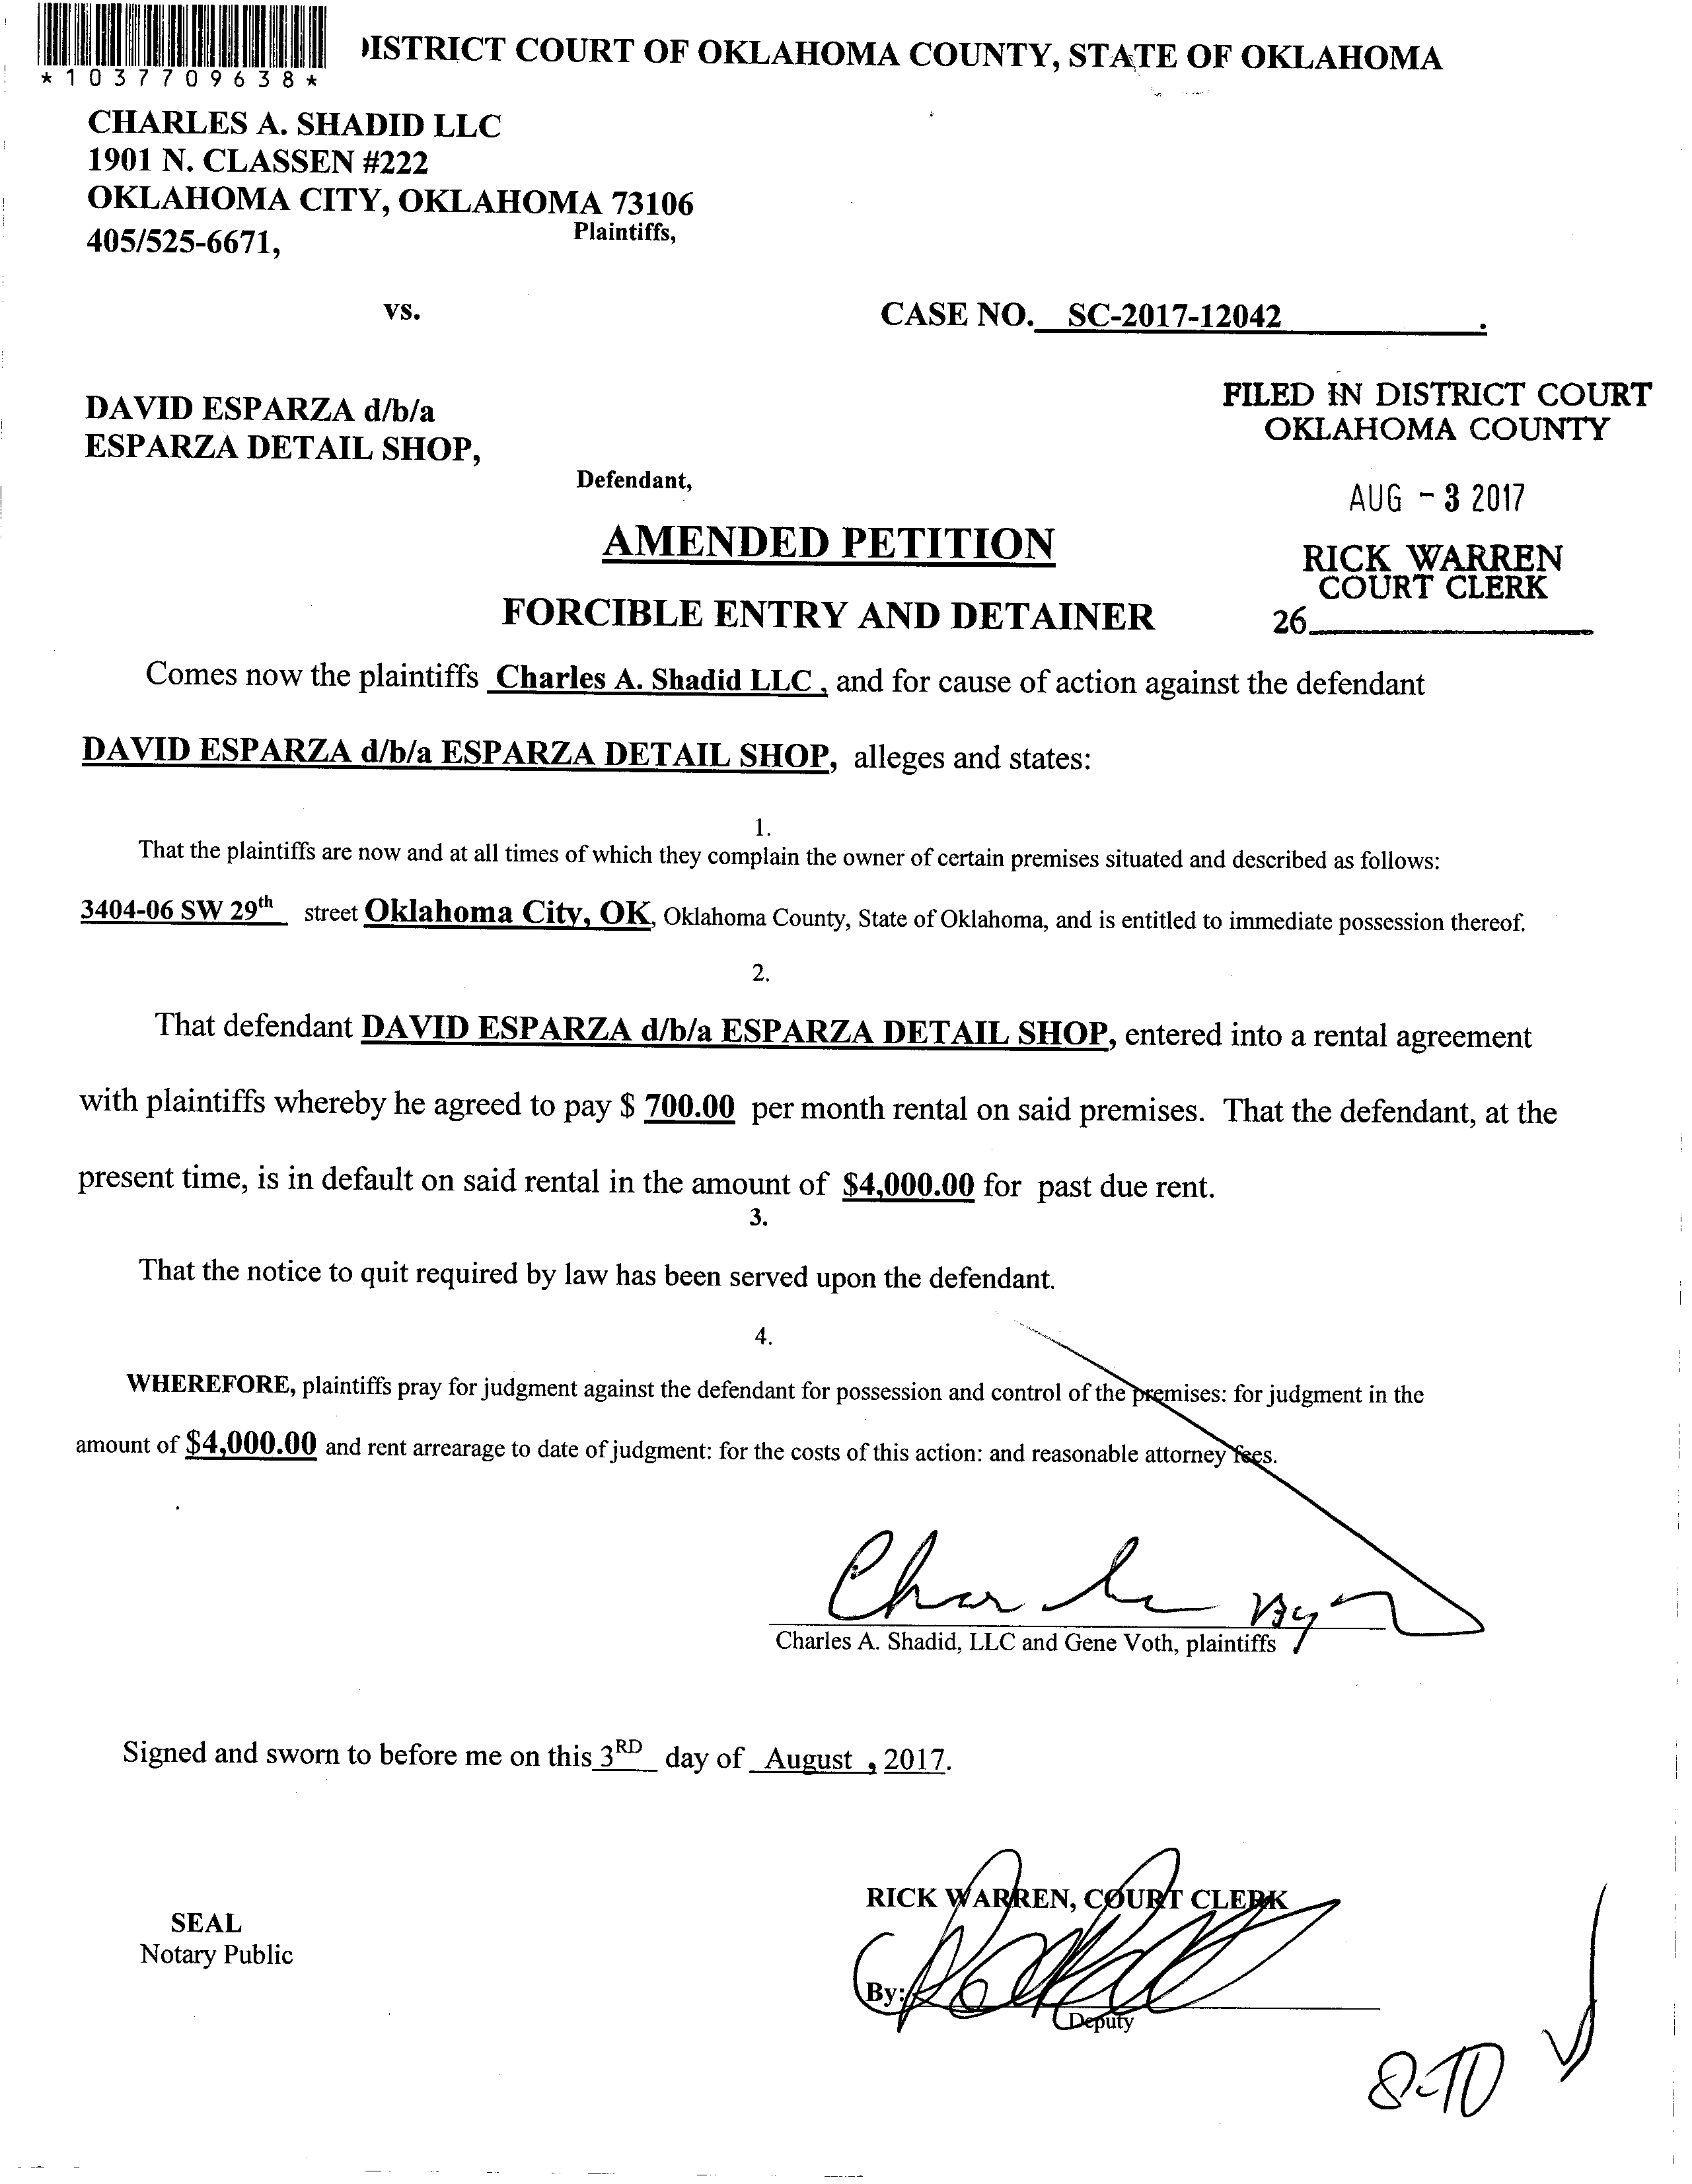 DISTRICT COURT OF OKLAHOMA COUNTY, STATE OF OKLAHOMA
*1037709638*
CHARLES A. SHADID LLC
1901 N. CLASSEN #222
OKLAHOMA CITY, OKLAHOMA 73106
405/525-6671, Plaintiffs,
vs. CASE NO. SC-2017-12042 .
FILED IN DISTRICT COURT
OKLAHOMA COUNTY
AUG - 3 2017
RICK WARREN
COURT CLERK
26
DAVID ESPARZA d/b/a
ESPARZA DETAIL SHOP,
Defendant,
AMENDED PETITION
FORCIBLE ENTRY AND DETAINER
Comes now the plaintiffs Charles A. Shadid LLC , and for cause of action against the defendant
DAVID ESPARZA d/b/a ESPARZA DETAIL SHOP, alleges and states:
1.
That the plaintiffs are now and at all times of which they complain the owner of certain premises situated and described as follows:
3404-06 SW 29th street Oklahoma City, OK, Oklahoma County, State of Oklahoma, and is entitled to immediate possession thereof.
2.
That defendant DAVID ESPARZA d/b/a ESPARZA DETAIL SHOP, entered into a rental agreement
with plaintiffs whereby he agreed to pay $ 700.00 per month rental on said premises. That the defendant, at the
present time, is in default on said rental in the amount of $4,000.00 for past due rent.
3.
That the notice to quit required by law has been served upon the defendant.
4.
WHEREFORE, plaintiffs pray for judgment against the defendant for possession and control of the premises: for judgment in the
amount of $4,000.00 and rent arrearage to date of judgment: for the costs of this action: and reasonable attorney fees.
Charles A. Shadid, LLC and Gene Voth, plaintiffs
Signed and sworn to before me on this 3RD day of August , 2017.
RICK WARREN, COURT CLERK
SEAL
Notary Public
By:
Deputy